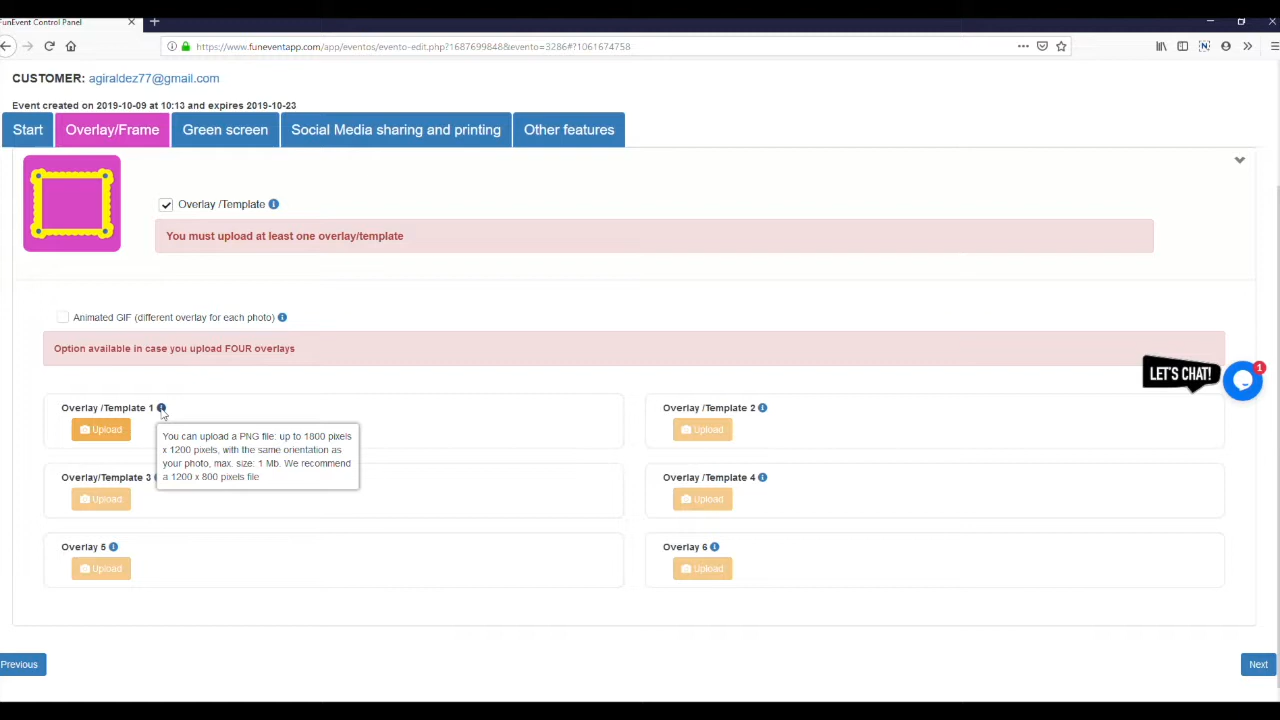 FunEvent Control Panel
https://www.funeventapp.com/app/eventos/evento-edit.php?1687699848&evento=3286#?1061674758
CUSTOMER: agiraldez77@gmail.com
Event created on 2019-10-09 at 10:13 and expires 2019-10-23
Start
Overlay/Frame
Green screen
Social Media sharing and printing
Other features
Overlay /Template
You must upload at least one overlay/template
Animated GIF (different overlay for each photo)
Option available in case you upload FOUR overlays
LET'S CHAT!
1
Overlay /Template 1
Upload
Overlay /Template 2
Upload
You can upload a PNG file: up to 1800 pixels
x 1200 pixels, with the same orientation as
your photo, max. size: 1 Mb. We recommend
a 1200 x 800 pixels file
Overlay/Template 3
Upload
Overlay /Template 4
Upload
Overlay 5
Upload
Overlay 6
Upload
Previous
Next